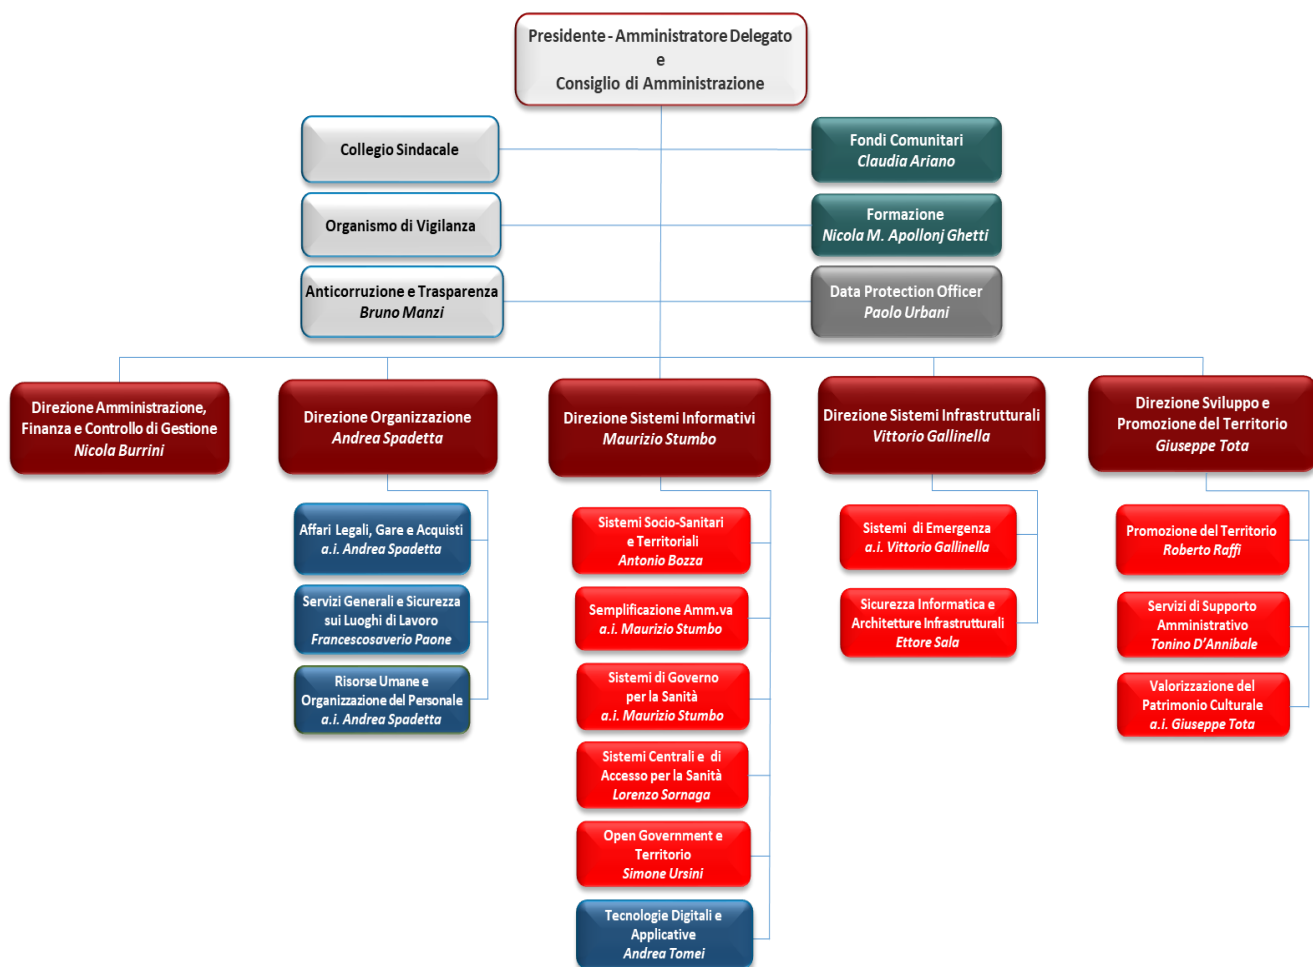 Presidente - Amministratore Delegato
e
Consiglio di Amministrazione
Collegio Sindacale
Fondi Comunitari
Claudia Ariano
Organismo di Vigilanza
Formazione
Nicola M. Apollonj Ghetti
Anticorruzione e Trasparenza
Bruno Manzi
Data Protection Officer
Paolo Urbani
Direzione Amministrazione,
Finanza e Controllo di Gestione
Nicola Burrini
Direzione Organizzazione
Andrea Spadetta
Direzione Sistemi Informativi
Maurizio Stumbo
Direzione Sistemi Infrastrutturali
Vittorio Gallinella
Direzione Sviluppo e
Promozione del Territorio
Giuseppe Tota
Affari Legali, Gare e Acquisti
a.i. Andrea Spadetta
Servizi Generali e Sicurezza
sui Luoghi di Lavoro
Francescosaverio Paone
Risorse Umane e
Organizzazione del Personale
a.i. Andrea Spadetta
Sistemi Socio-Sanitari
e Territoriali
Antonio Bozza
Semplificazione Amm.va
a.i. Maurizio Stumbo
Sistemi di Governo
per la Sanità
a.i. Maurizio Stumbo
Sistemi Centrali e di
Accesso per la Sanità
Lorenzo Sornaga
Open Government e
Territorio
Simone Ursini
Tecnologie Digitali e
Applicative
Andrea Tomei
Sistemi di Emergenza
a.i. Vittorio Gallinella
Sicurezza Informatica e
Architetture Infrastrutturali
Ettore Sala
Promozione del Territorio
Roberto Raffi
Servizi di Supporto
Amministrativo
Tonino D'Annibale
Valorizzazione del
Patrimonio Culturale
a.i. Giuseppe Tota